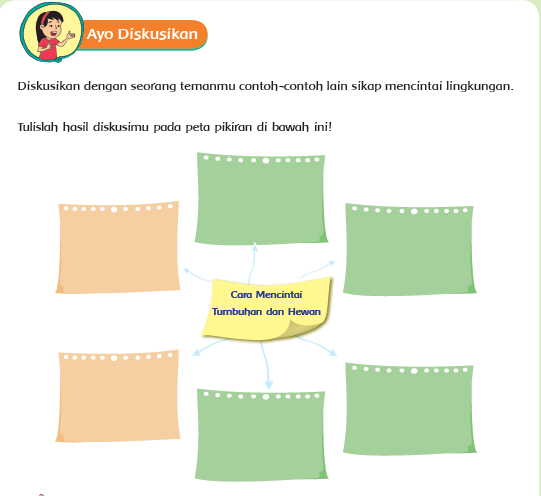 Ayo Diskusikan
Diskusikan dengan seorang temanmu contoh-contoh lain sikap mencintai lingkungan.
Tulislah hasil diskusimu pada peta pikiran di bawah ini!
Cara Mencintai
Tumbuhan dan Hewan